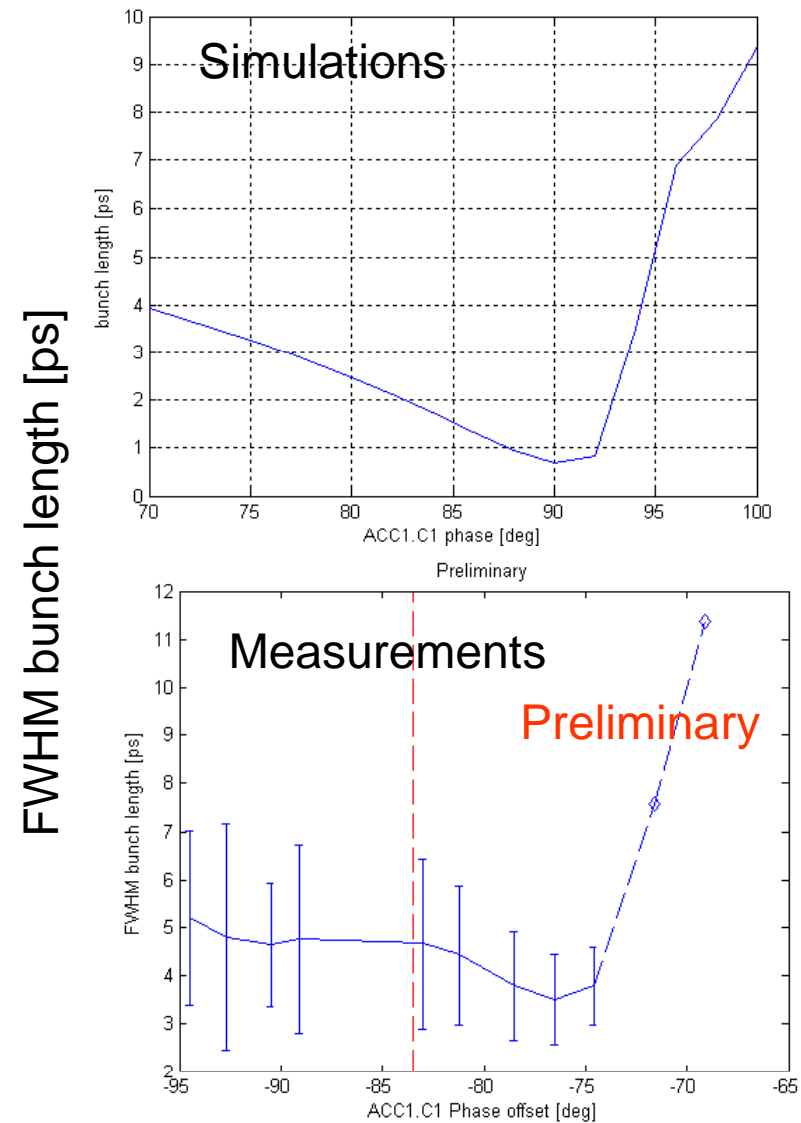 FWHM bunch length [ps]
Simulations
bunch length [ps]
10
9
8
7
6
5
4
3
2
1
0
70 75 80 85 90 95 100
ACC1.C1 phase [deg]
Preliminary
Measurements
Preliminary
FWHM bunch length [ps]
12
11
10
9
8
7
6
5
4
3
2
-95 -90 -85 -80 -75 -70 -65
ACC1.C1 Phase offset [deg]